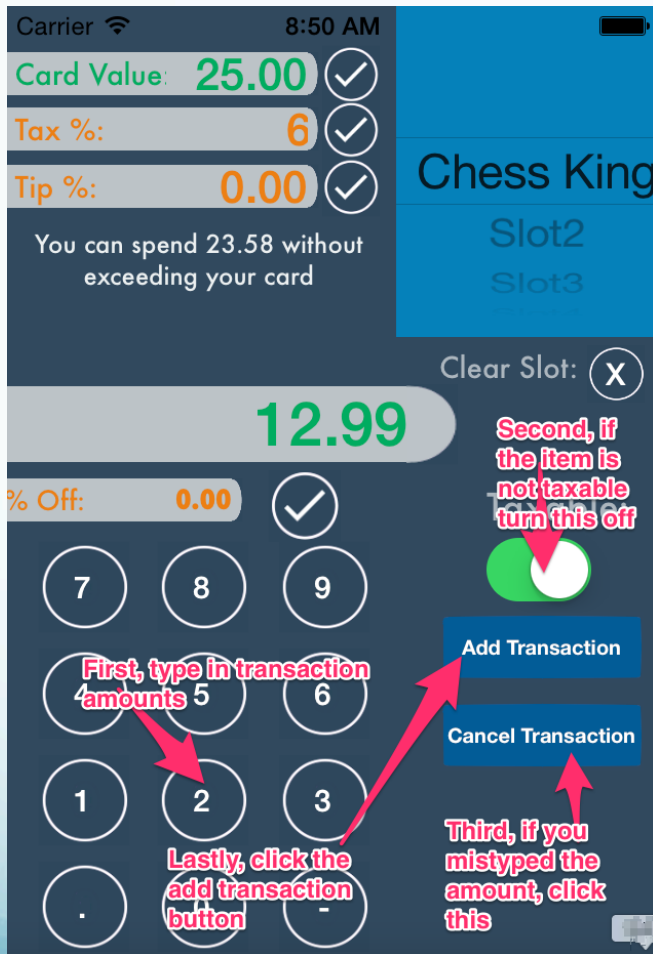 Carrier 8:50 AM
Card Value: 25.00
Tax %: 6
Tip %: 0.00
You can spend 23.58 without
exceeding your card
Chess King
Slot2
Slot3
Clear Slot: X
12.99
Second, if
the item is
not taxable
turn this off
Taxable:
% Off: 0.00
7 8 9
Add Transaction
First, type in transaction
amounts
4 5 6
Cancel Transaction
1 2 3
Third, if you
mistyped the
amount, click
this
Lastly, click the
add transaction
button
. 0 -